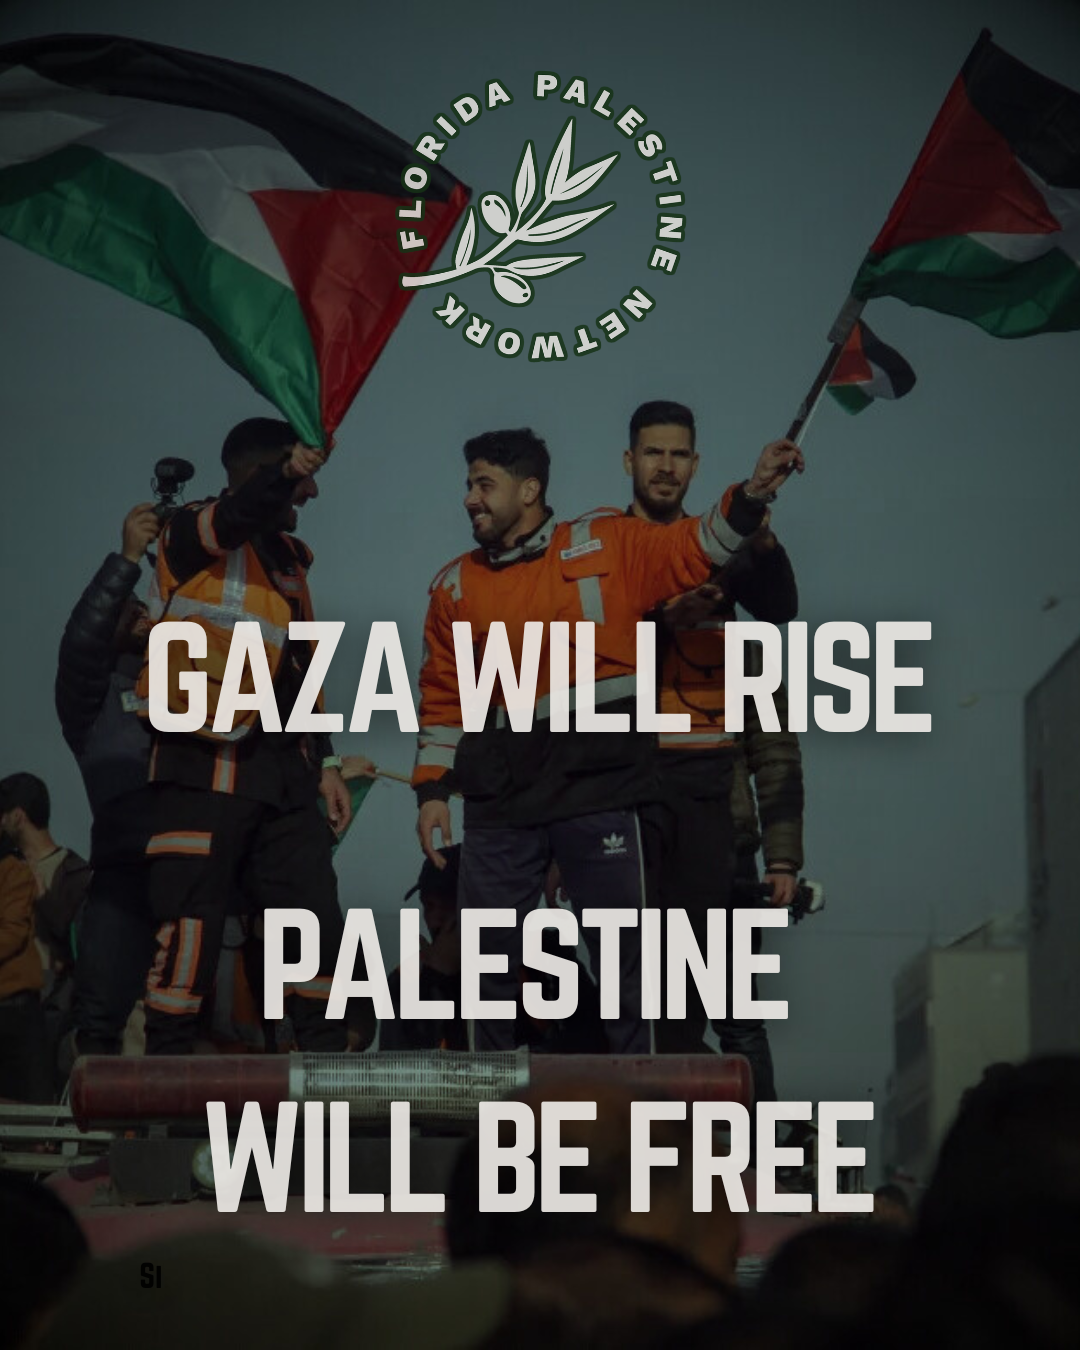 FLORIDA PALESTINE NETWORK
GAZA WILL RISE
PALESTINE
WILL BE FREE
SI